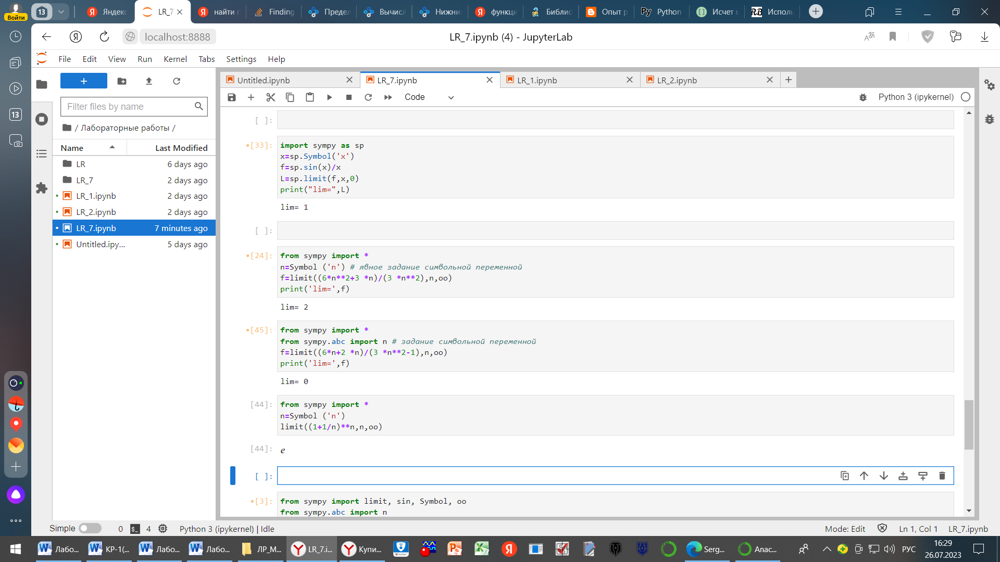 Войти
13
Яндекс
LR_7
найти п
Finding
Предел
Вычисл
Нижни
функци
Библио
Опыт р
Python
Исчет в
Исполь
localhost:8888
LR_7.ipynb (4) - JupyterLab
File Edit View Run Kernel Tabs Settings Help
Untitled.ipynb
LR_7.ipynb
LR_1.ipynb
LR_2.ipynb
Code
Python 3 (ipykernel)
Filter files by name
/ Лабораторные работы /
Name Last Modified
LR 6 days ago
LR_7 2 days ago
LR_1.ipynb 2 days ago
LR_2.ipynb 2 days ago
LR_7.ipynb 7 minutes ago
Untitled.ipy... 5 days ago
13
[ ]:
[33]:
import sympy as sp
x=sp.Symbol('x')
f=sp.sin(x)/x
L=sp.limit(f,x,0)
print("lim=",L)
lim= 1
[ ]:
[24]:
from sympy import *
n=Symbol ('n') # явное задание символьной переменной
f=limit((6*n**2+3 *n)/(3 *n**2),n,oo)
print('lim=',f)
lim= 2
[45]:
from sympy import *
from sympy.abc import n # задание символьной переменной
f=limit((6*n+2 *n)/(3 *n**2-1),n,oo)
print('lim=',f)
lim= 0
[44]:
from sympy import *
n=Symbol ('n')
limit((1+1/n)**n,n,oo)
[44]: e
[ ]:
[3]:
from sympy import limit, sin, Symbol, oo
from sympy.abc import n
Simple 0 4 Python 3 (ipykernel) | Idle
Mode: Edit Ln 1, Col 1 LR_7.ipynb
Лабо...
КР-1(...
Лабо...
Лабо...
ЛР_М...
LR_7.i...
Купи...
Serg...
Anac...
РУС
16:29
26.07.2023